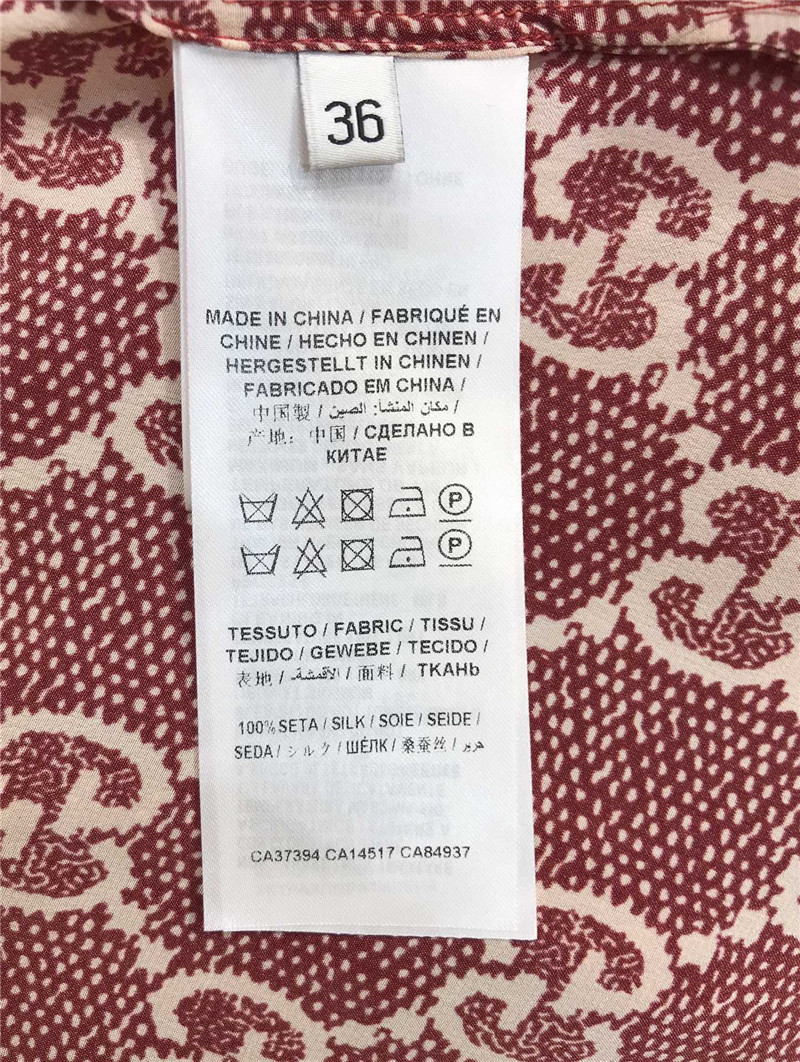 36
MADE IN CHINA / FABRIQUÉ EN
CHINE / HECHO EN CHINEN /
HERGESTELLT IN CHINEN /
FABRICADO EM CHINA /
中国製 / مكان المنشأ: الصين /
产地：中国 / СДЕЛАНО В
КИТАЕ
P
P
TESSUTO / FABRIC / TISSU /
TEJIDO / GEWEBE / TECIDO /
表地 / الأقمشة / 面料 / ТКАНЬ
100% SETA / SILK / SOIE / SEIDE /
SEDA / シルク / ШЁЛК / 桑蚕丝 / حرير
CA37394 CA14517 CA84937